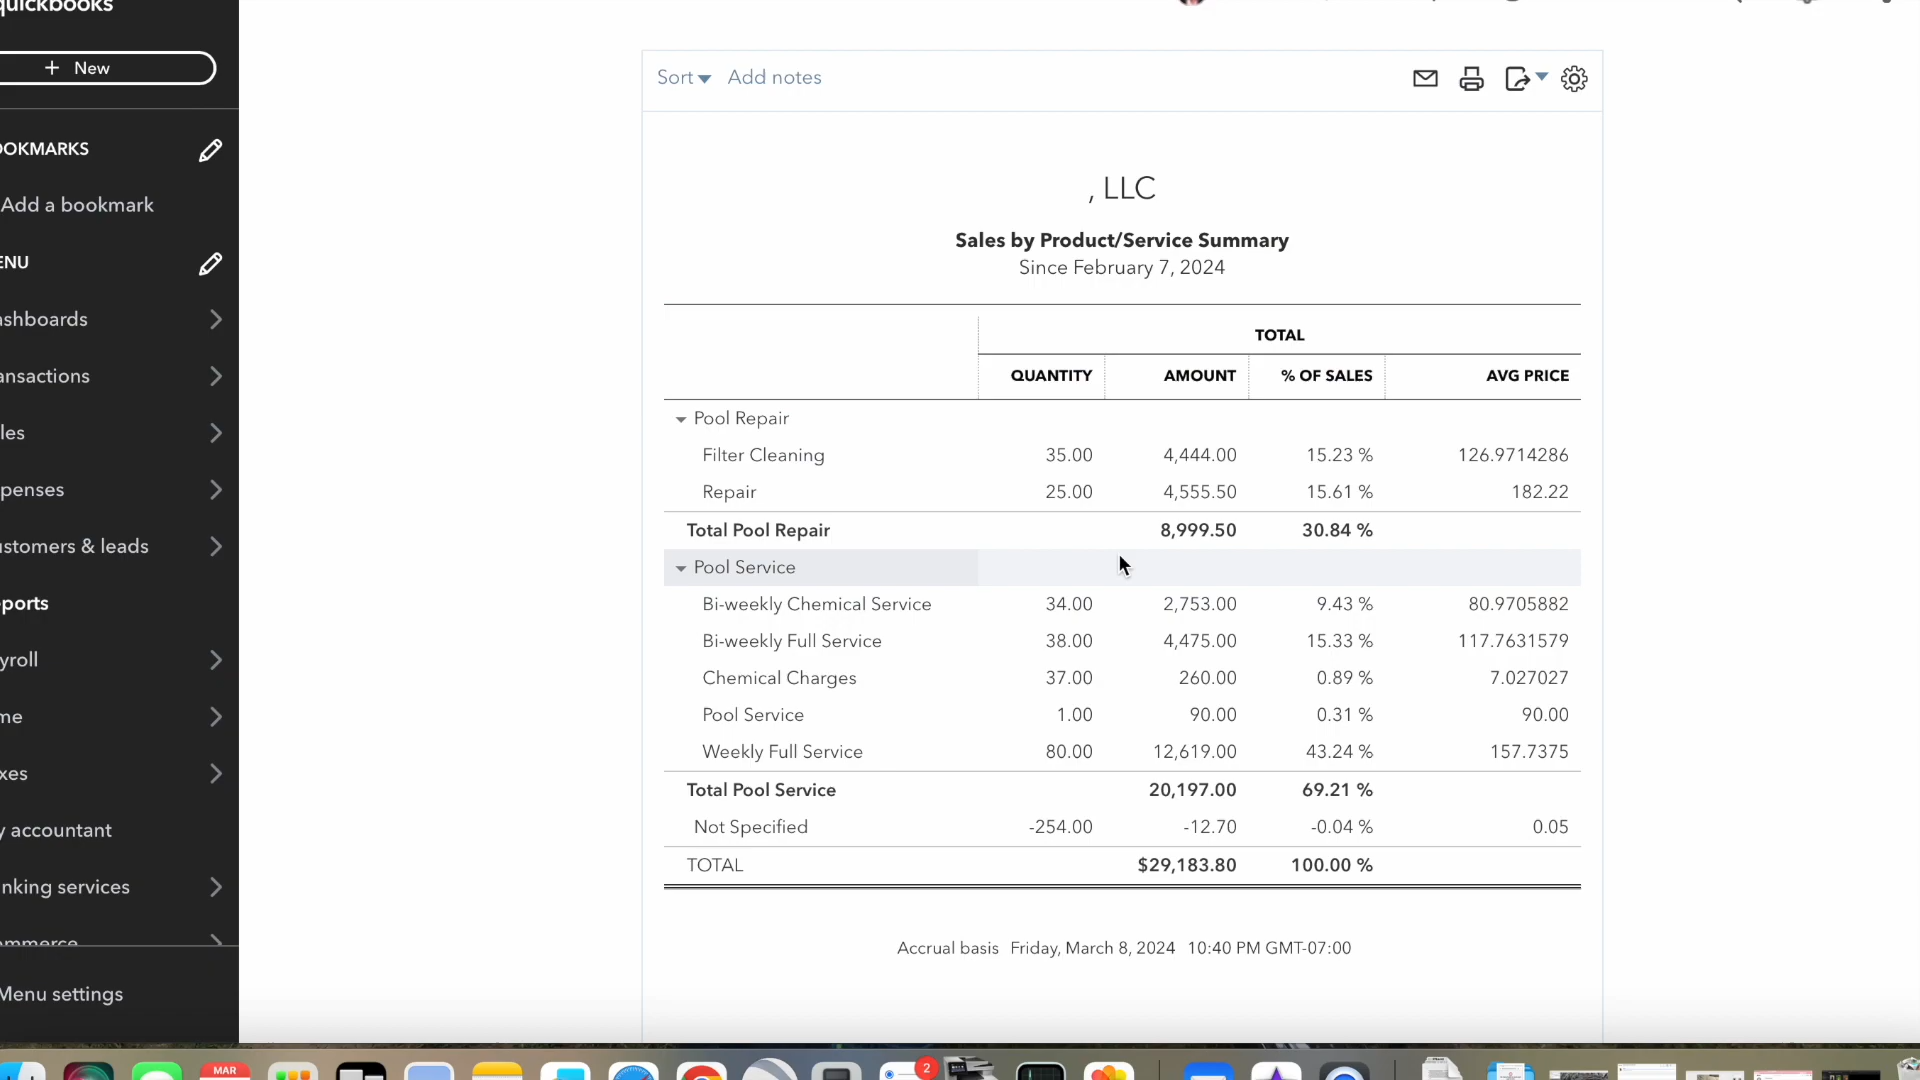 quickbooks
+ New
OOKMARKS
Add a bookmark
ENU
ashboards
ansactions
les
penses
ustomers & leads
ports
yroll
me
xes
y accountant
nking services
ommerce
Menu settings
Sort Add notes
, LLC
Sales by Product/Service Summary
Since February 7, 2024
TOTAL
QUANTITY AMOUNT % OF SALES AVG PRICE
Pool Repair
Filter Cleaning 35.00 4,444.00 15.23 % 126.9714286
Repair 25.00 4,555.50 15.61 % 182.22
Total Pool Repair 8,999.50 30.84 %
Pool Service
Bi-weekly Chemical Service 34.00 2,753.00 9.43 % 80.9705882
Bi-weekly Full Service 38.00 4,475.00 15.33 % 117.7631579
Chemical Charges 37.00 260.00 0.89 % 7.027027
Pool Service 1.00 90.00 0.31 % 90.00
Weekly Full Service 80.00 12,619.00 43.24 % 157.7375
Total Pool Service 20,197.00 69.21 %
Not Specified -254.00 -12.70 -0.04 % 0.05
TOTAL $29,183.80 100.00 %
Accrual basis Friday, March 8, 2024 10:40 PM GMT-07:00
MAR
2